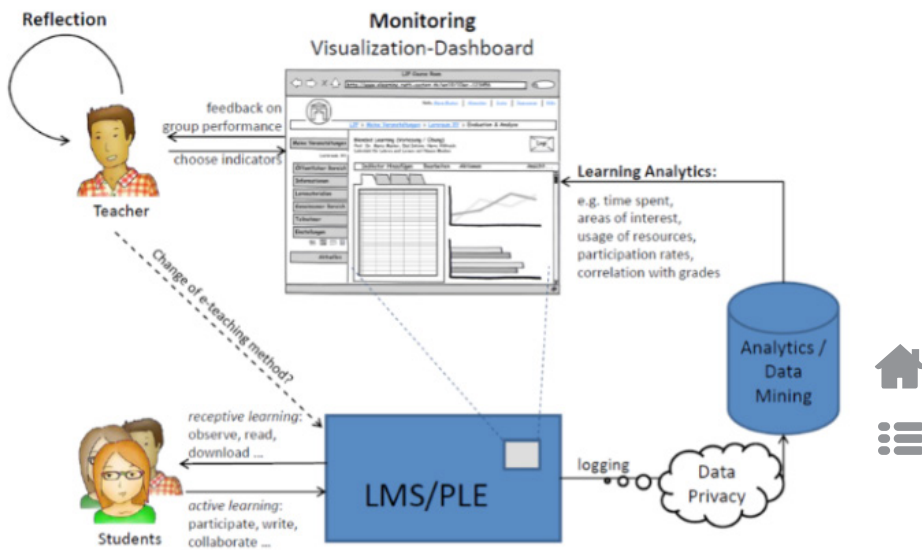 Reflection
Monitoring
Visualization-Dashboard
feedback on
group performance
choose indicators
Teacher
Learning Analytics:
e.g. time spent,
areas of interest,
usage of resources,
participation rates,
correlation with grades
Change of e-teaching method?
Analytics /
Data
Mining
receptive learning:
observe, read,
download ...
active learning:
participate, write,
collaborate ...
Students
LMS/PLE
logging
Data
Privacy